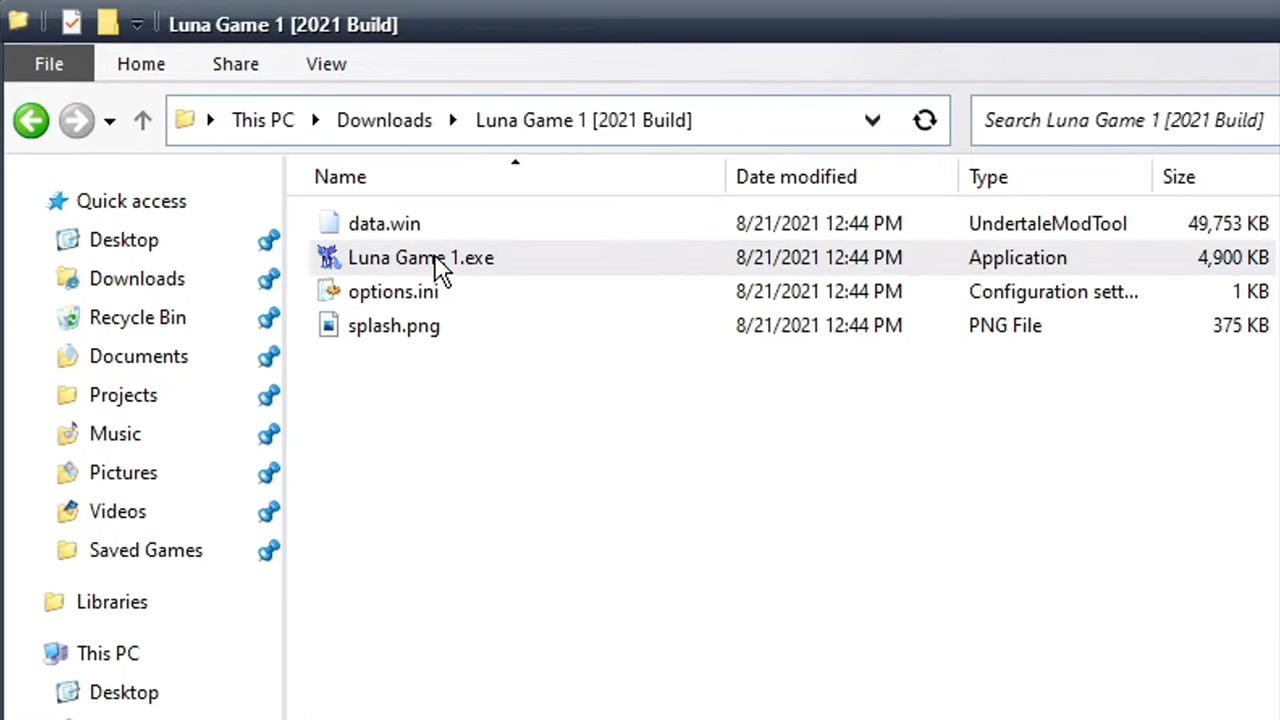 Luna Game 1 [2021 Build]
File Home Share View
This PC Downloads Luna Game 1 [2021 Build] Search Luna Game 1 [2021 Build]
Name Date modified Type Size
Quick access
Desktop
Downloads
Recycle Bin
Documents
Projects
Music
Pictures
Videos
Saved Games
Libraries
This PC
Desktop
data.win 8/21/2021 12:44 PM UndertaleModTool 49,753 KB
Luna Game 1.exe 8/21/2021 12:44 PM Application 4,900 KB
options.ini 8/21/2021 12:44 PM Configuration sett... 1 KB
splash.png 8/21/2021 12:44 PM PNG File 375 KB